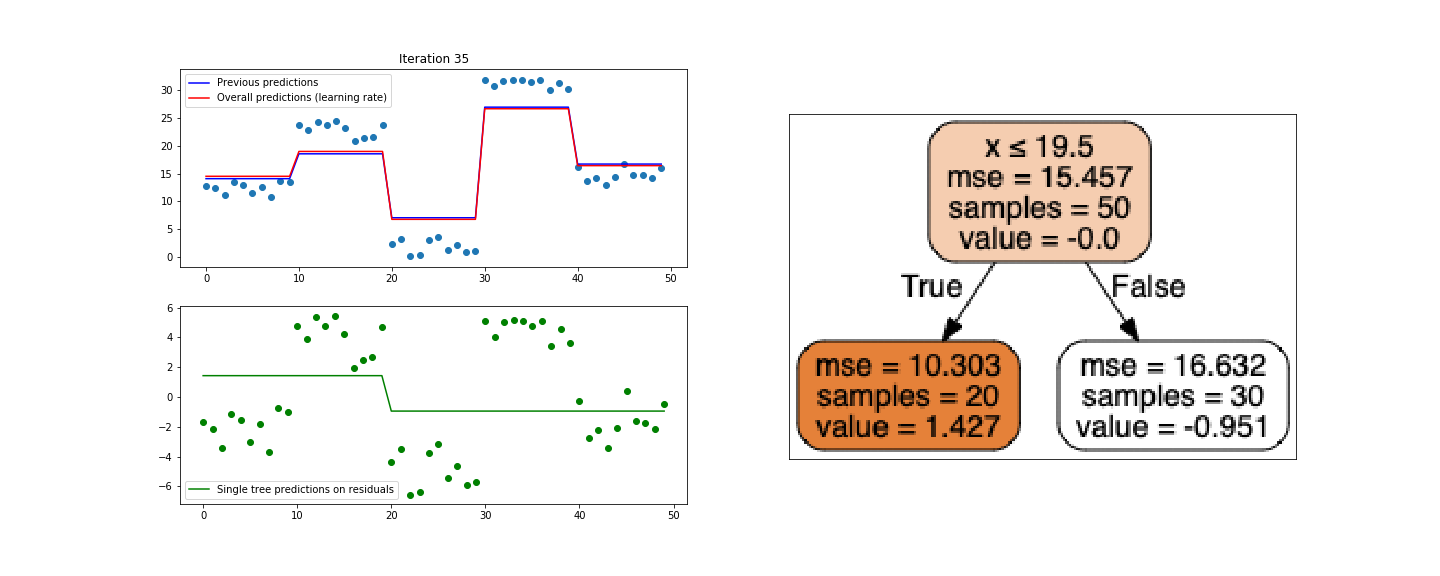 Iteration 35
Previous predictions
Overall predictions (learning rate)
30
25
20
15
10
5
0
0
10
20
30
40
50
6
4
2
0
−2
−4
−6
Single tree predictions on residuals
0
10
20
30
40
50
x ≤ 19.5
mse = 15.457
samples = 50
value = -0.0
True
False
mse = 10.303
samples = 20
value = 1.427
mse = 16.632
samples = 30
value = -0.951